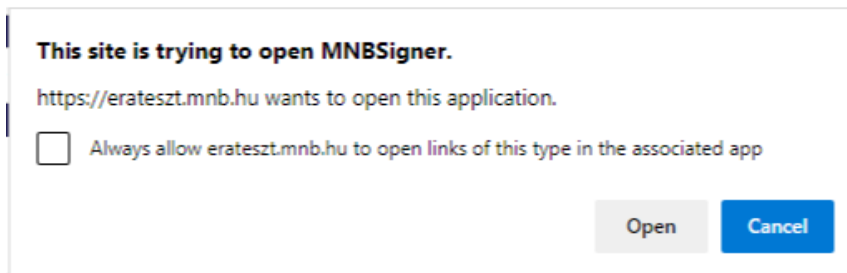 This site is trying to open MNBSigner.
https://erateszt.mnb.hu wants to open this application.
Always allow erateszt.mnb.hu to open links of this type in the associated app
Open Cancel